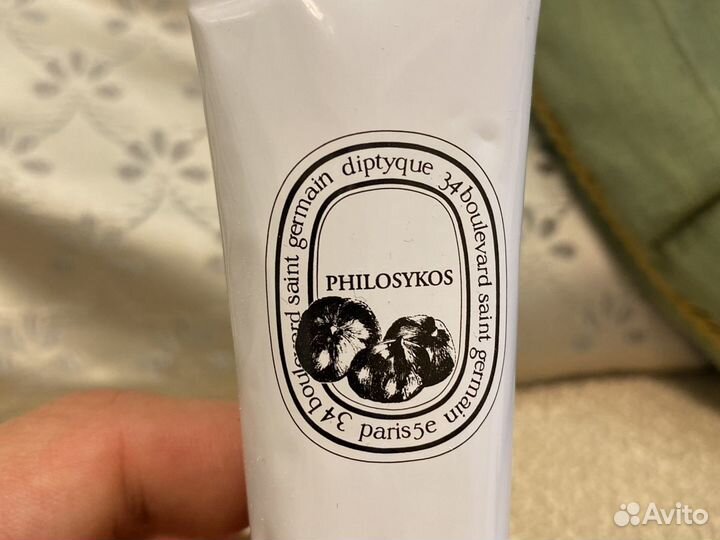 diptyque 34 boulevard saint germain paris5e 34 boulevard saint germain
PHILOSYKOS
Avito